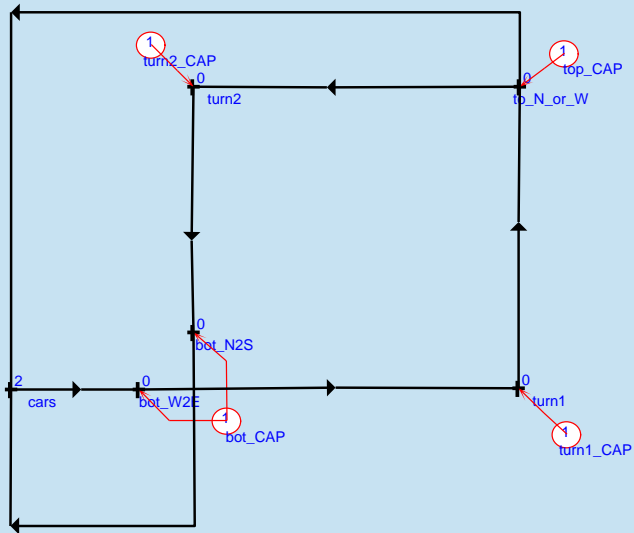 1
turn2_CAP
1
top_CAP
0
turn2
0
to_N_or_W
0
bot_N2S
2
cars
0
bot_W2E
0
turn1
1
bot_CAP
1
turn1_CAP